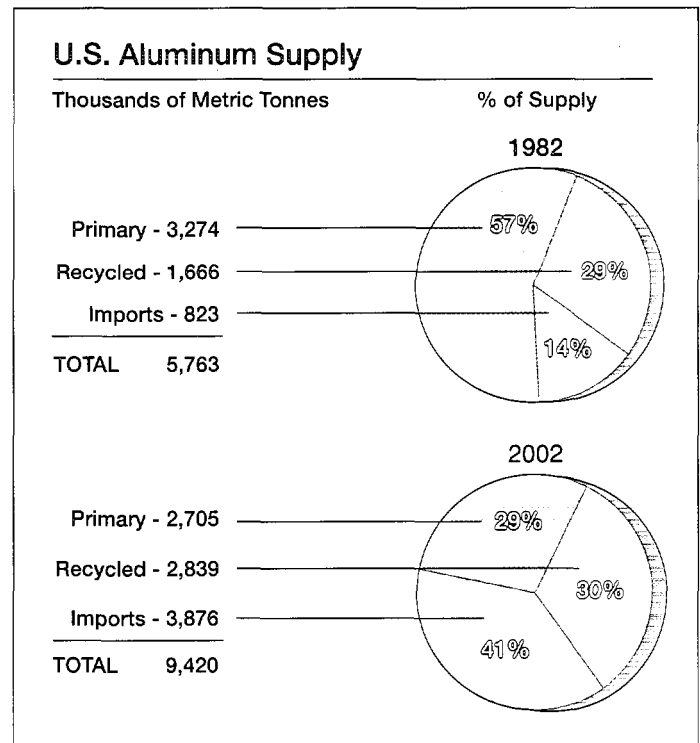 U.S. Aluminum Supply
Thousands of Metric Tonnes % of Supply
1982
Primary - 3,274 57%
Recycled - 1,666 29%
Imports - 823
14%
TOTAL 5,763
2002
Primary - 2,705 29%
Recycled - 2,839 30%
Imports - 3,876
41%
TOTAL 9,420